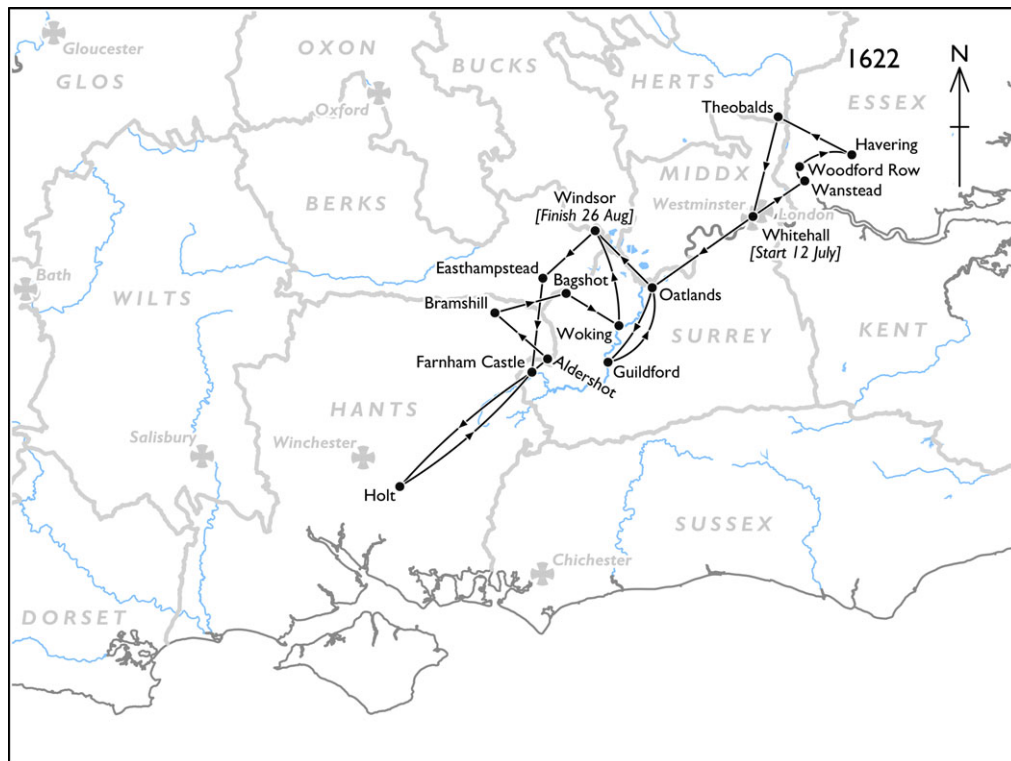 Gloucester
GLOS
OXON
Oxford
BUCKS
HERTS
1622
N
ESSEX
Theobalds
Havering
Woodford Row
Wanstead
MIDDX
Westminster
London
Whitehall
[Start 12 July]
Windsor
[Finish 26 Aug]
BERKS
Bath
WILTS
Easthampstead
Bagshot
Oatlands
Bramshill
Woking
SURREY
KENT
Farnham Castle
Aldershot
Guildford
HANTS
Salisbury
Winchester
Holt
SUSSEX
Chichester
DORSET